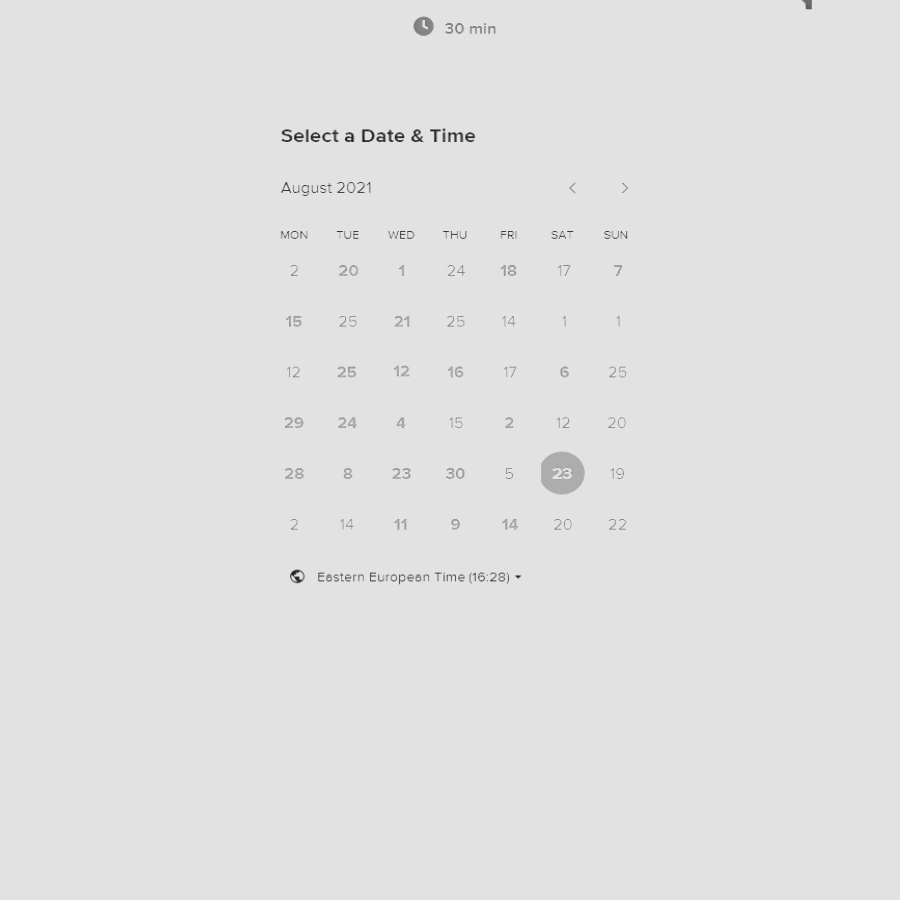 30 min
Select a Date & Time
August 2021
MON TUE WED THU FRI SAT SUN
2 20 1 24 18 17 7
15 25 21 25 14 1 1
12 25 12 16 17 6 25
29 24 4 15 2 12 20
28 8 23 30 5 23 19
2 14 11 9 14 20 22
Eastern European Time (16:28)